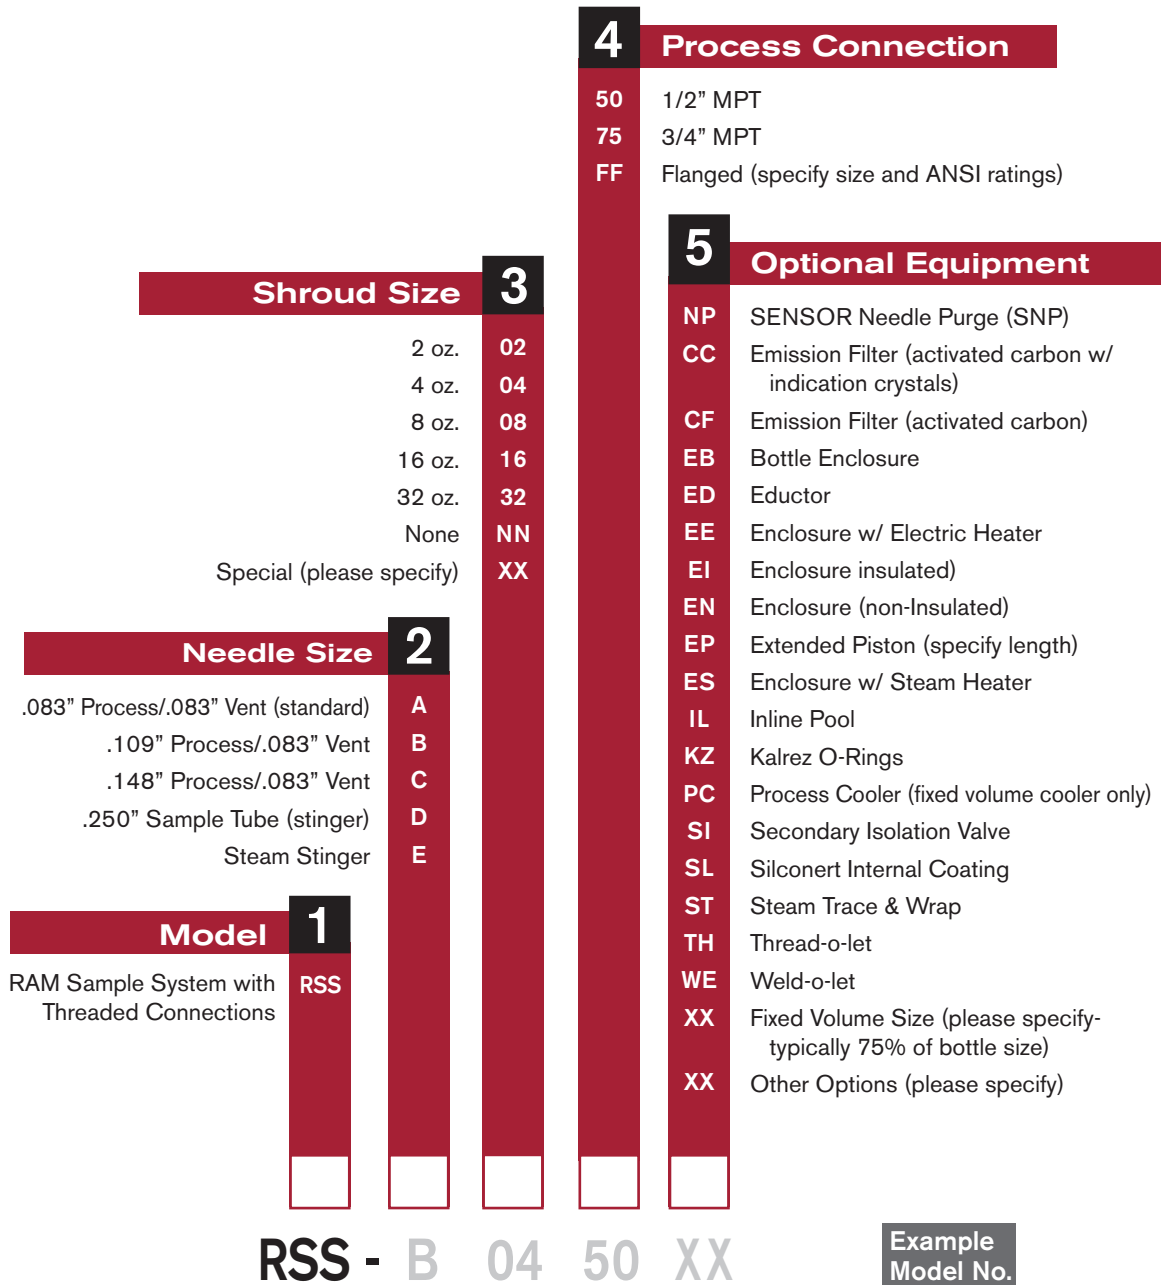 4 Process Connection
50 1/2” MPT
75 3/4” MPT
FF Flanged (specify size and ANSI ratings)
5 Optional Equipment
NP SENSOR Needle Purge (SNP)
CC Emission Filter (activated carbon w/
indication crystals)
CF Emission Filter (activated carbon)
EB Bottle Enclosure
ED Eductor
EE Enclosure w/ Electric Heater
EI Enclosure insulated)
EN Enclosure (non-Insulated)
EP Extended Piston (specify length)
ES Enclosure w/ Steam Heater
IL Inline Pool
KZ Kalrez O-Rings
PC Process Cooler (fixed volume cooler only)
SI Secondary Isolation Valve
SL Silconert Internal Coating
ST Steam Trace & Wrap
TH Thread-o-let
WE Weld-o-let
XX Fixed Volume Size (please specify-
typically 75% of bottle size)
XX Other Options (please specify)
Shroud Size 3
2 oz. 02
4 oz. 04
8 oz. 08
16 oz. 16
32 oz. 32
None NN
Special (please specify) XX
Needle Size 2
.083” Process/.083” Vent (standard) A
.109” Process/.083” Vent B
.148” Process/.083” Vent C
.250” Sample Tube (stinger) D
Steam Stinger E
Model 1
RAM Sample System with RSS
Threaded Connections
RSS - B 04 50 XX
Example
Model No.